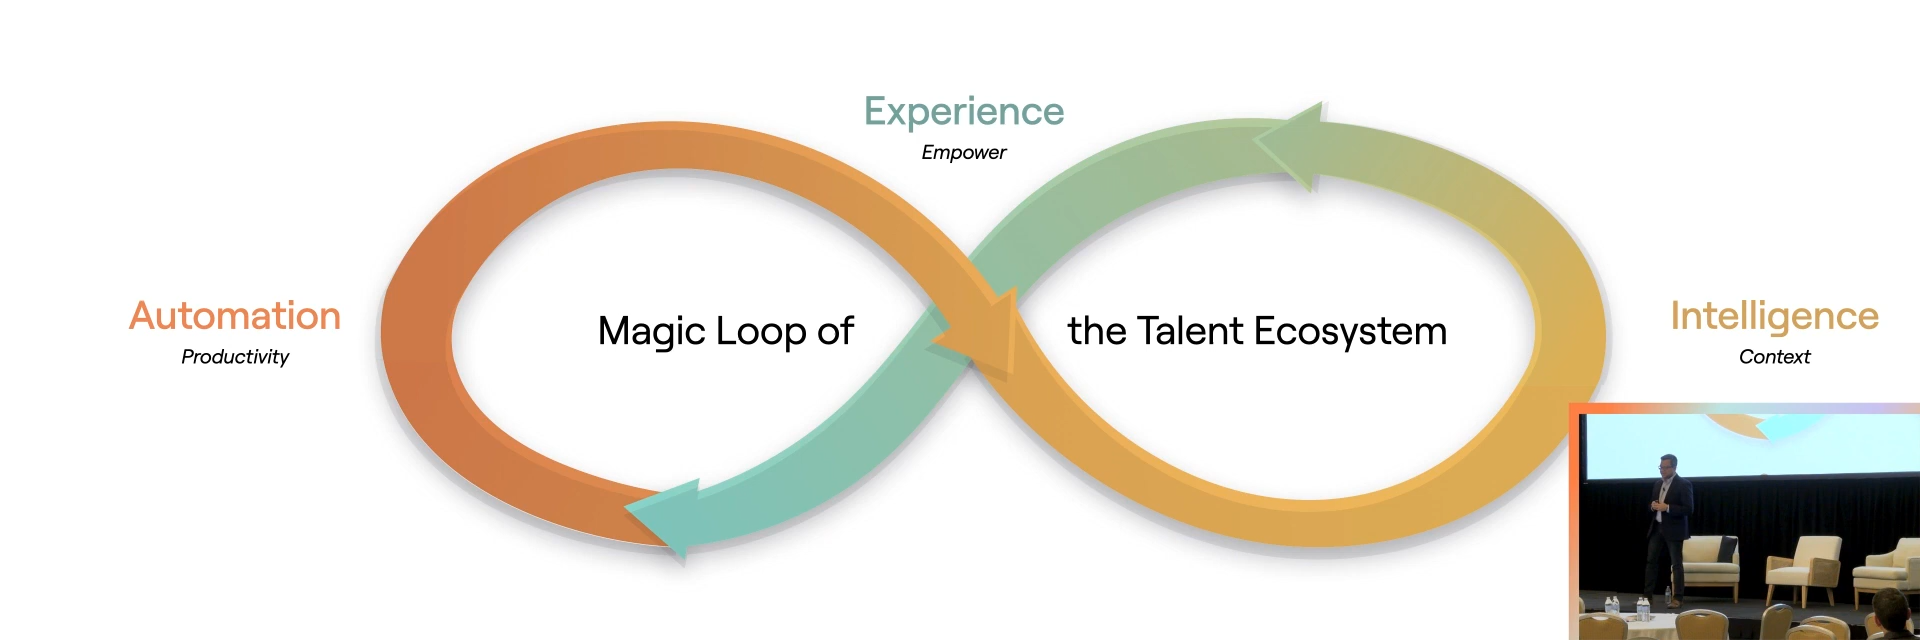 Experience
Empower
Automation
Productivity
Magic Loop of the Talent Ecosystem
Intelligence
Context